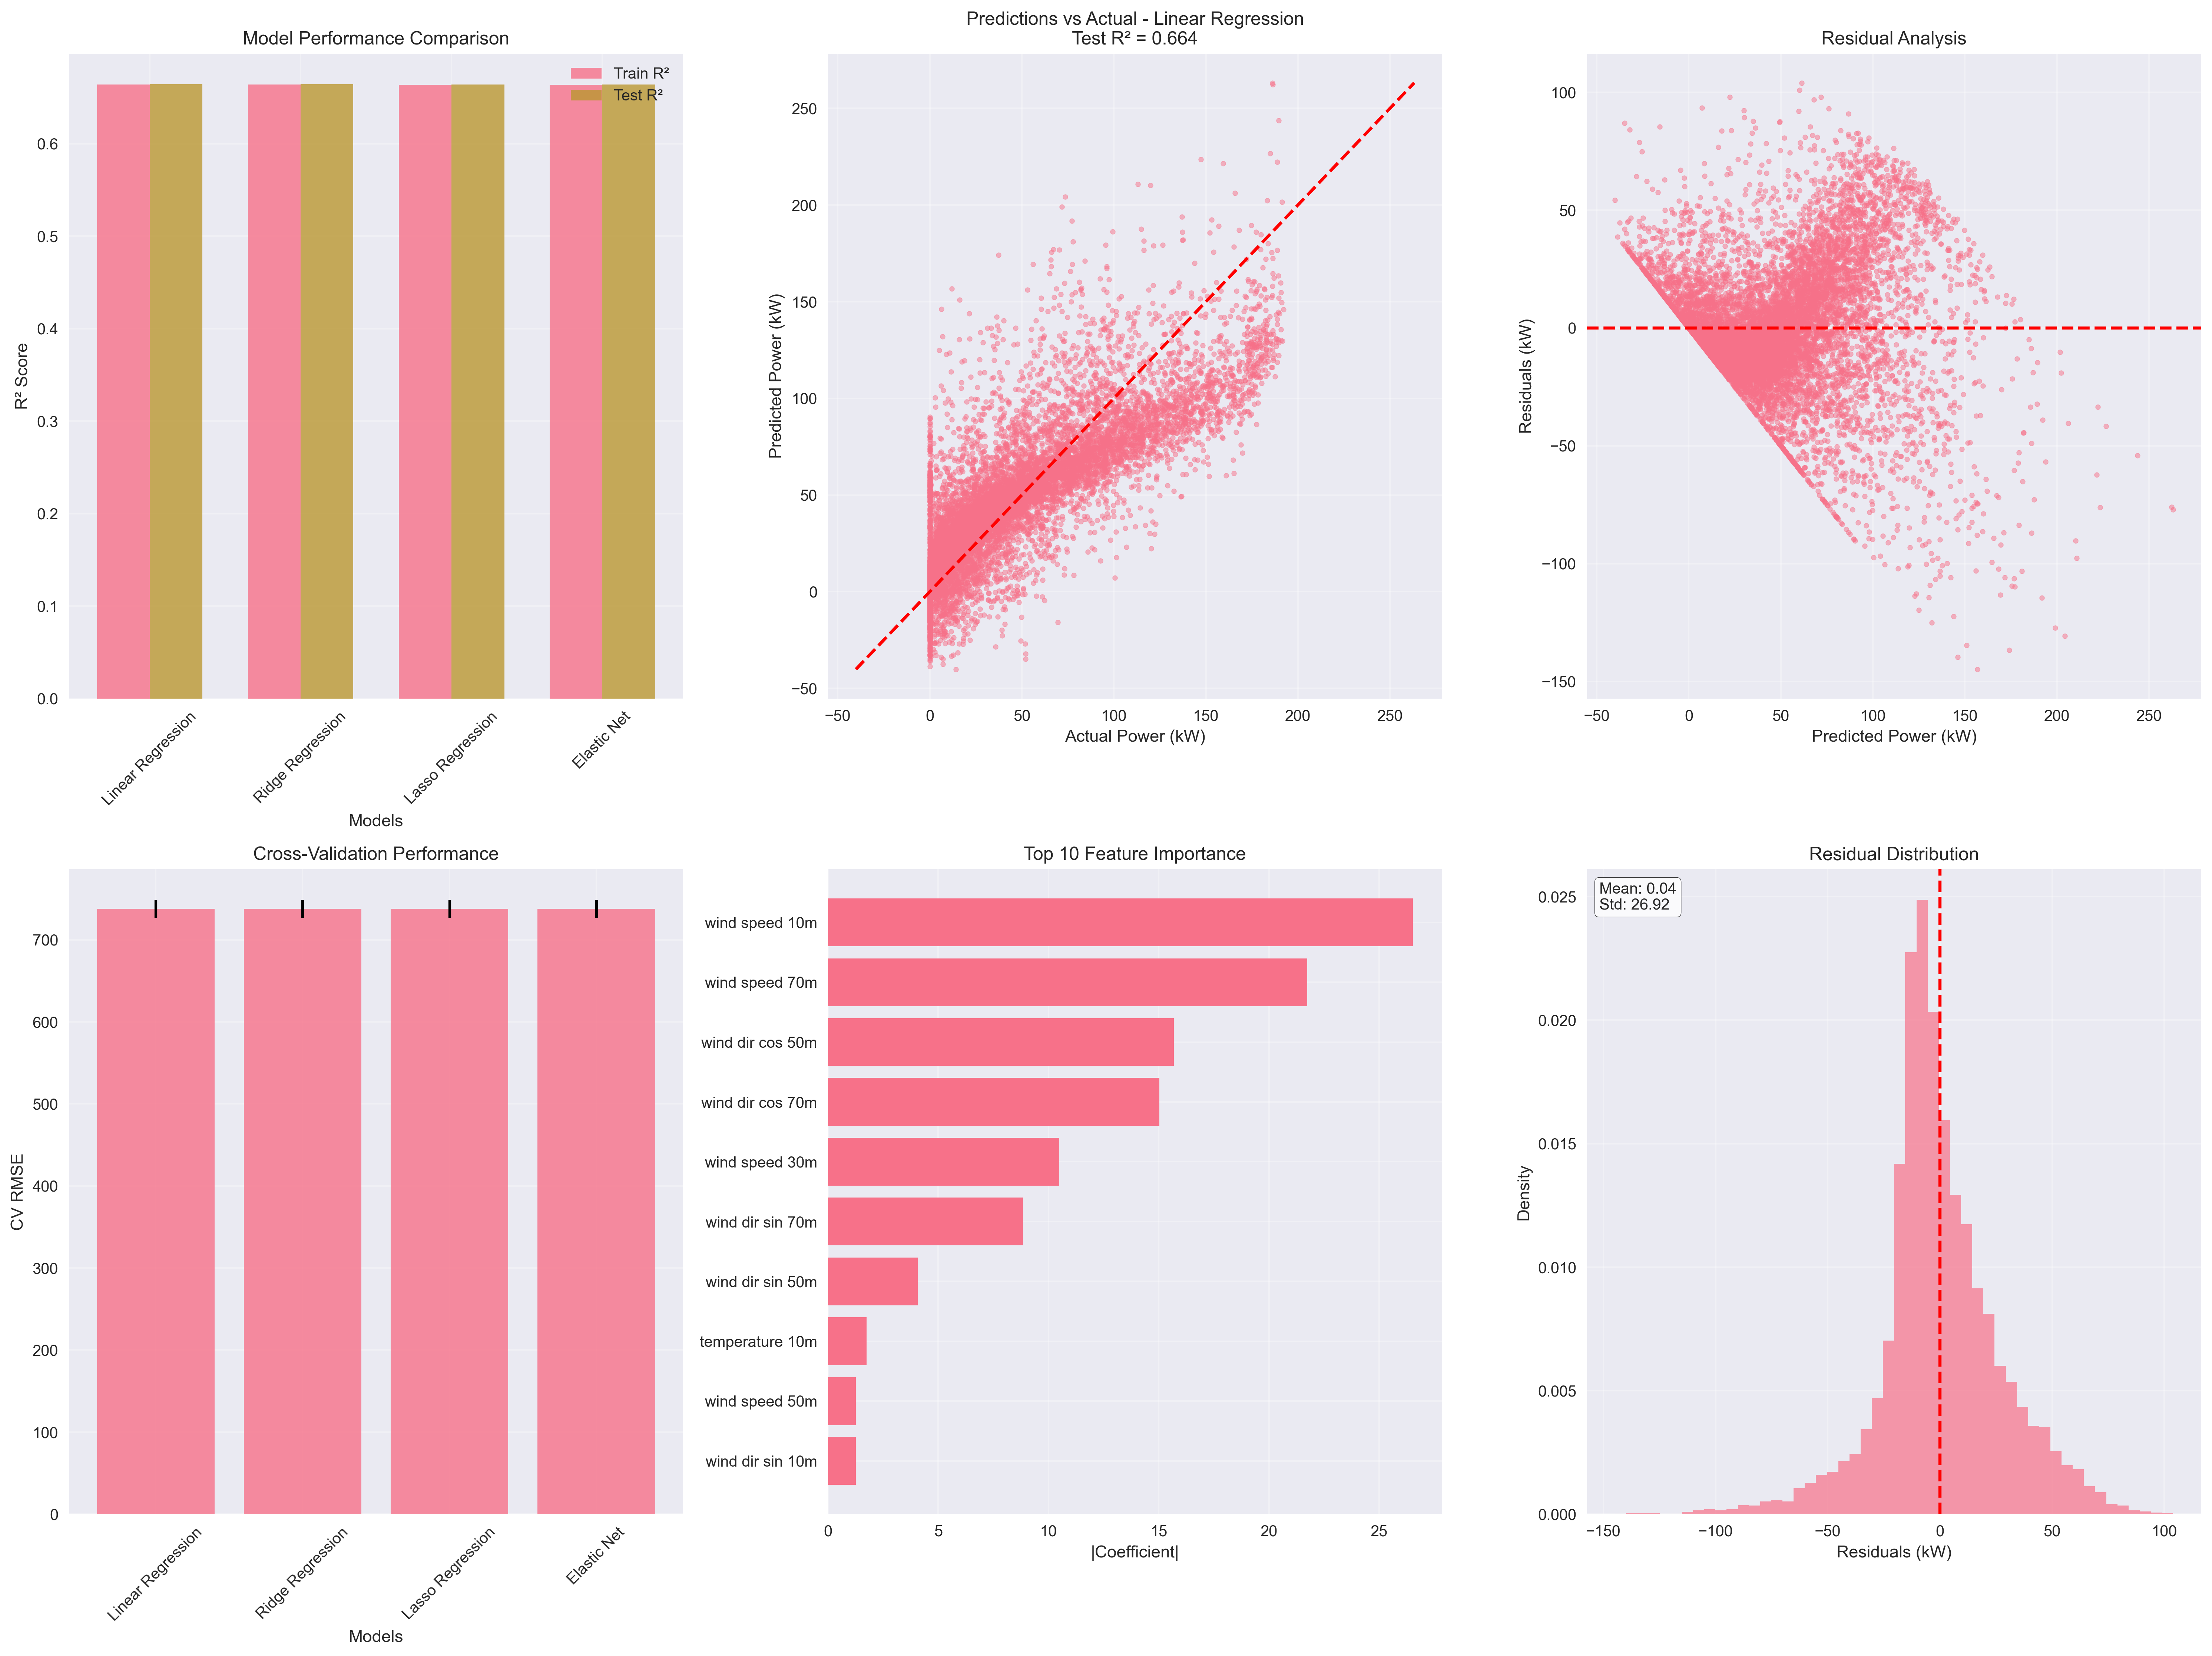 Model Performance Comparison
Train R²
Test R²
R² Score
0.6
0.5
0.4
0.3
0.2
0.1
0.0
Linear Regression
Ridge Regression
Lasso Regression
Elastic Net
Models
Predictions vs Actual - Linear Regression
Test R² = 0.664
Predicted Power (kW)
250
200
150
100
50
0
−50
−50
0
50
100
150
200
250
Actual Power (kW)
Residual Analysis
Residuals (kW)
100
50
0
−50
−100
−150
−50
0
50
100
150
200
250
Predicted Power (kW)
Cross-Validation Performance
CV RMSE
700
600
500
400
300
200
100
0
Linear Regression
Ridge Regression
Lasso Regression
Elastic Net
Models
Top 10 Feature Importance
wind speed 10m
wind speed 70m
wind dir cos 50m
wind dir cos 70m
wind speed 30m
wind dir sin 70m
wind dir sin 50m
temperature 10m
wind speed 50m
wind dir sin 10m
0
5
10
15
20
25
|Coefficient|
Residual Distribution
Mean: 0.04
Std: 26.92
Density
0.025
0.020
0.015
0.010
0.005
0.000
−150
−100
−50
0
50
100
Residuals (kW)